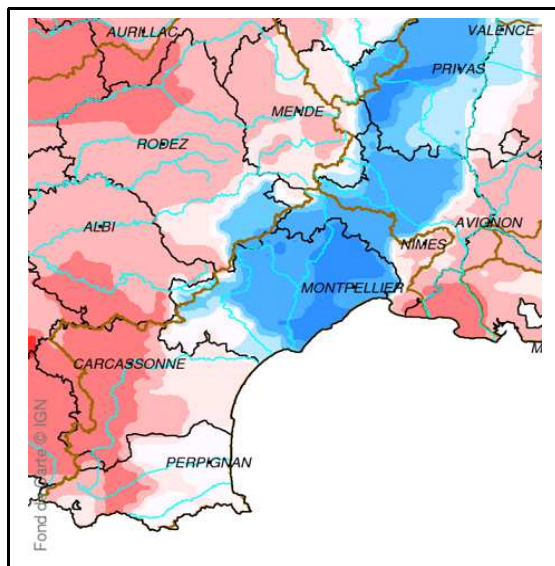 AURILLAC
VALENCE
PRIVAS
MENDE
RODEZ
ALBI
AVIGNON
NIMES
MONTPELLIER
M
CARCASSONNE
PERPIGNAN
Fond de carte © IGN